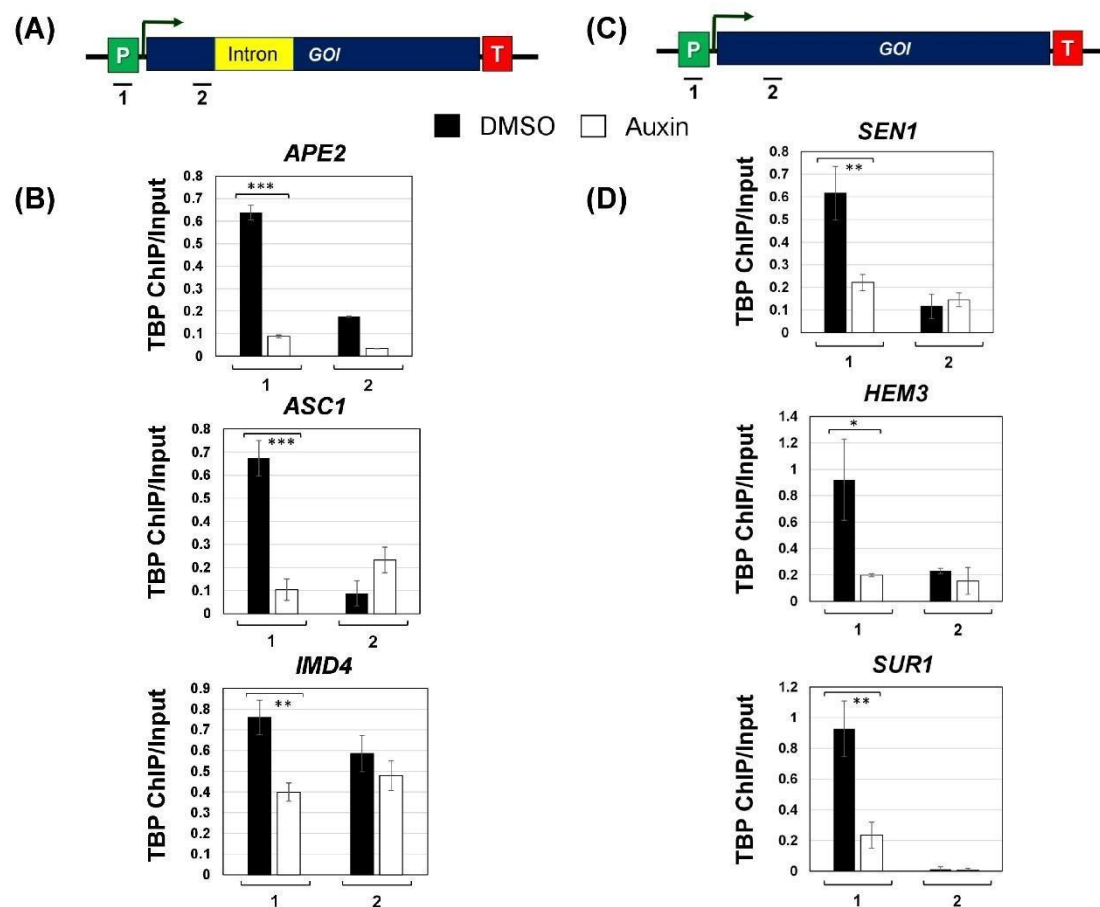 (A)
P
Intron
GOI
T
1
2
(C)
P
GOI
T
1
2
DMSO
Auxin
(B)
APE2
TBP ChIP/Input
0.8
0.7
0.6
0.5
0.4
0.3
0.2
0.1
0
***
1
2
ASC1
TBP ChIP/Input
0.8
0.7
0.6
0.5
0.4
0.3
0.2
0.1
0
***
1
2
IMD4
TBP ChIP/Input
0.9
0.8
0.7
0.6
0.5
0.4
0.3
0.2
0.1
0
**
1
2
(D)
SEN1
TBP ChIP/Input
0.8
0.7
0.6
0.5
0.4
0.3
0.2
0.1
0
**
1
2
HEM3
TBP ChIP/Input
1.4
1.2
1
0.8
0.6
0.4
0.2
0
*
1
2
SUR1
TBP ChIP/Input
1.2
1
0.8
0.6
0.4
0.2
0
**
1
2